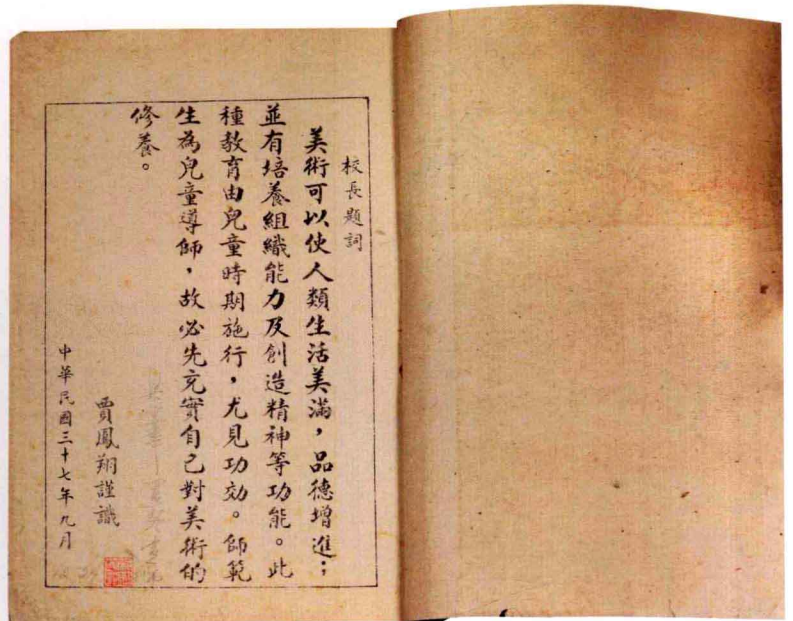 校長題詞
美術可以使人類生活美滿，品德增進；
並有培養組織能力及創造精神等功能。此
種教育由兒童時期施行，尤見功効。師範
生為兒童導師，故必先充實自己對美術的
修養。
賈鳳翔謹識
中華民國三十七年九月